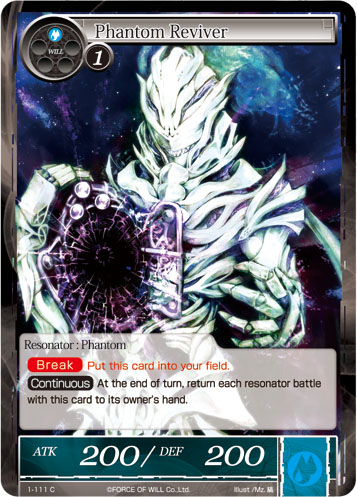 Phantom Reviver
WILL
1
Resonator : Phantom
Break Put this card into your field.
Continuous At the end of turn, return each resonator battle
with this card to its owner's hand.
ATK 200 / DEF 200
1-111 C ©FORCE OF WILL Co.,Ltd. Illust /Mz.